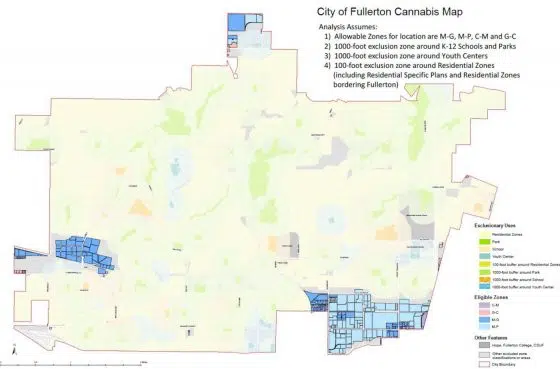 City of Fullerton Cannabis Map
Analysis Assumes:
1) Allowable Zones for location are M-G, M-P, C-M and G-C
2) 1000-foot exclusion zone around K-12 Schools and Parks
3) 1000-foot exclusion zone around Youth Centers
4) 100-foot exclusion zone around Residential Zones
(including Residential Specific Plans and Residential Zones
bordering Fullerton)
Exclusionary Uses
Residential Zones
Park
School
Youth Center
100-foot buffer around Residential Zones
1000-foot buffer around Park
1000-foot buffer around School
1000-foot buffer around Youth Center
Eligible Zones
C-M
G-C
M-G
M-P
Other Features
Hope, Fullerton College, CSUF
Other excluded zone
classifications or areas
City Boundary